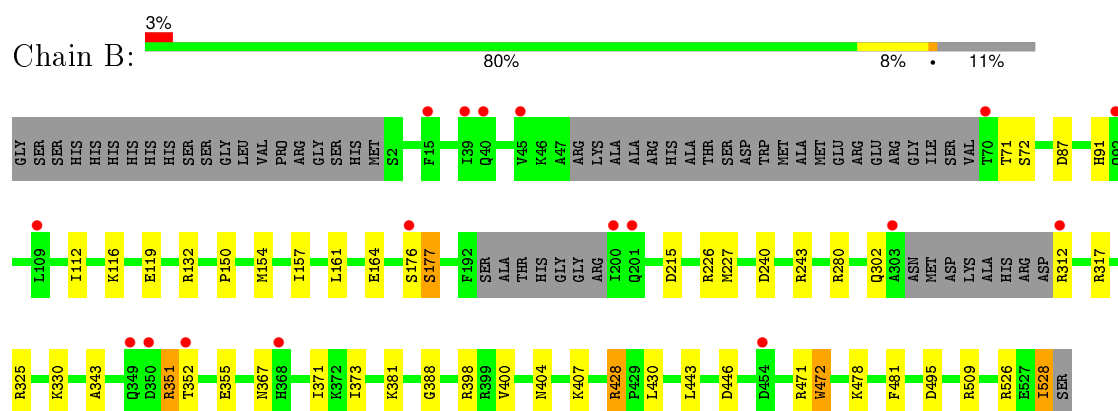 3%
Chain B:
80% 8% • 11%
GLY SER SER HIS HIS HIS HIS HIS HIS SER SER GLY LEU VAL PRO ARG GLY SER HIS MET S2 F15 I39 Q40 V45 K46 A47 ARG LYS ALA ALA ARG HIS ALA THR SER ASP TRP MET ALA MET GLU ARG GLU ARG GLY ILE SER VAL T70 T71 S72 D87 H91
L109 I112 K116 E119 R132 P150 M154 I157 L161 E164 S176 S177 F192 SER ALA THR HIS GLY GLY ARG I200 Q201 D215 R226 M227 D240 R243 R280 Q302 A303 ASN MET ASP LYS ALA HIS ARG ASP R312 R317
R325 K330 A343 Q349 D350 R351 T352 E355 N367 H368 I371 K372 I373 K381 G388 R398 R399 V400 N404 K407 R428 P429 L430 L443 D446 D454 R471 W472 K478 F481 D495 R509 R526 E527 I528 SER